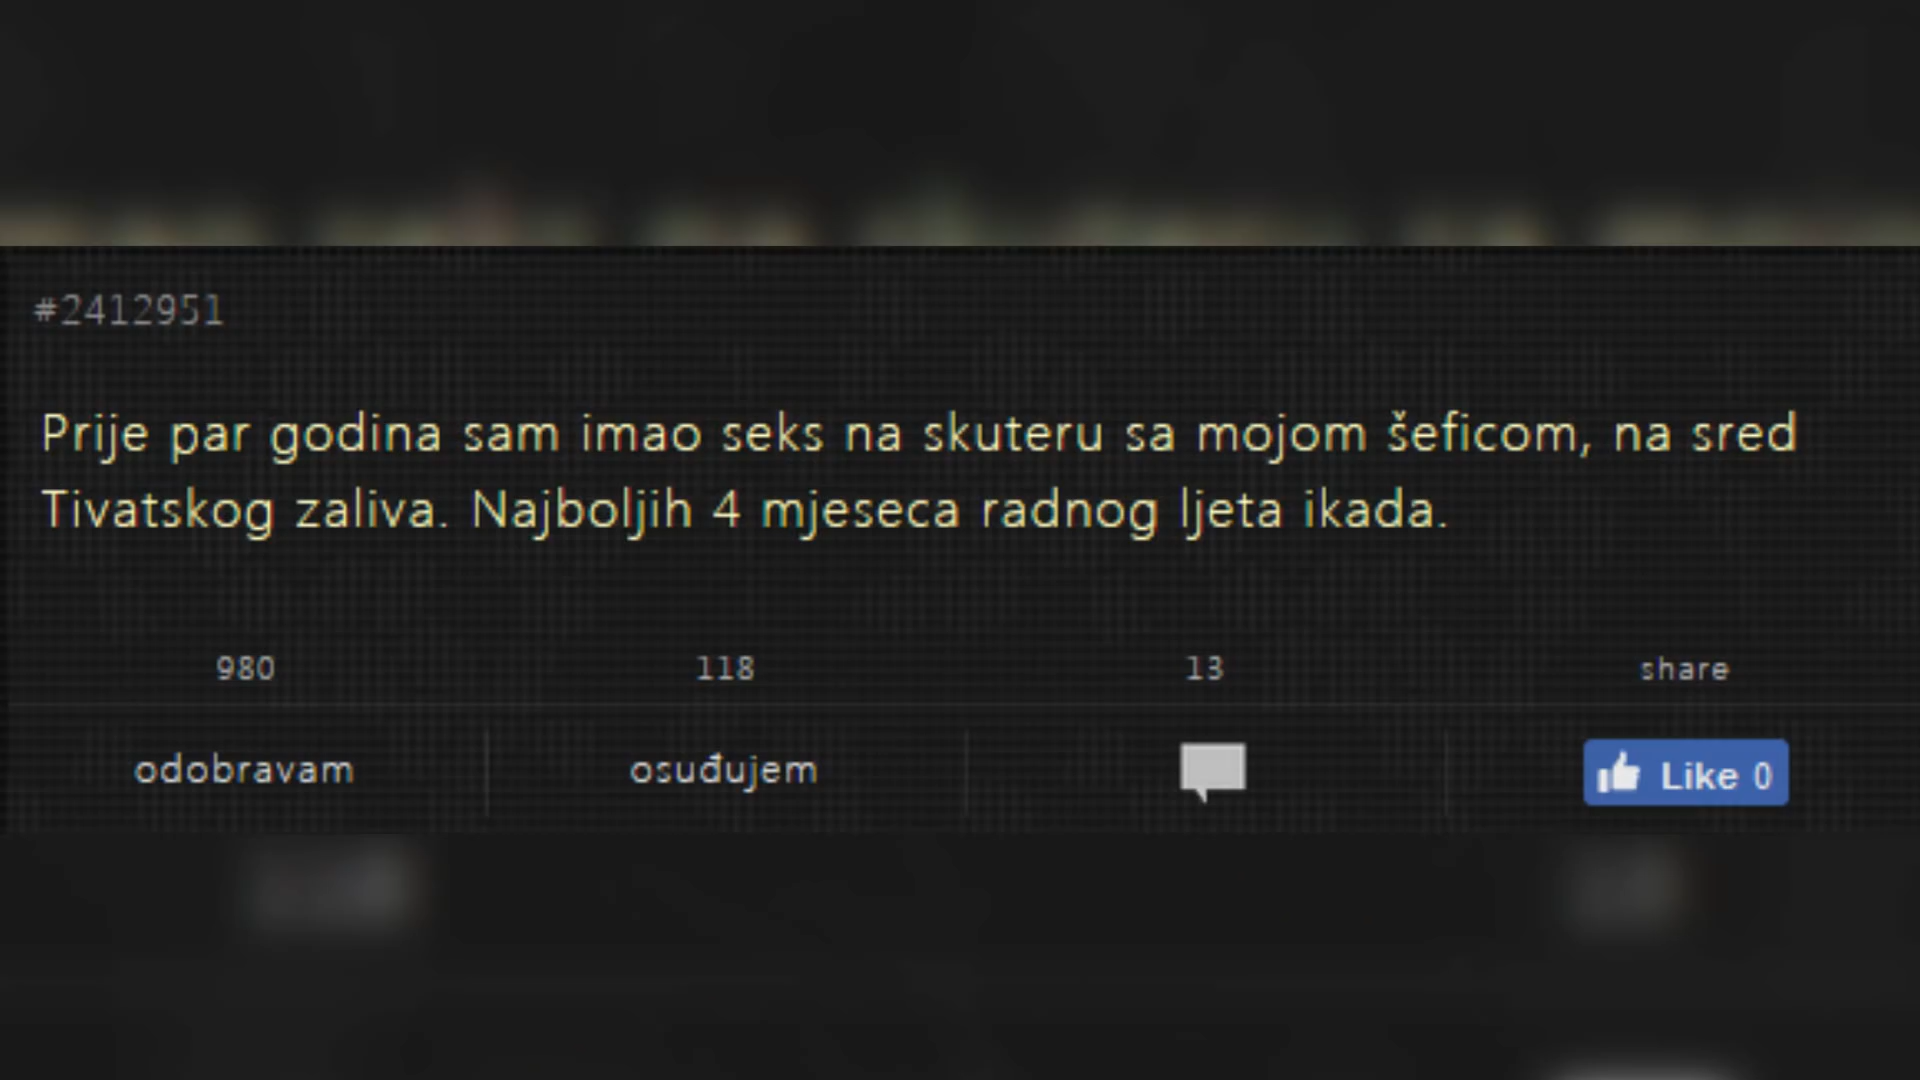 #2412951
Prije par godina sam imao seks na skuteru sa mojom šeficom, na sred
Tivatskog zaliva. Najboljih 4 mjeseca radnog ljeta ikada.
980 118 13 share
odobravam osuđujem Like 0